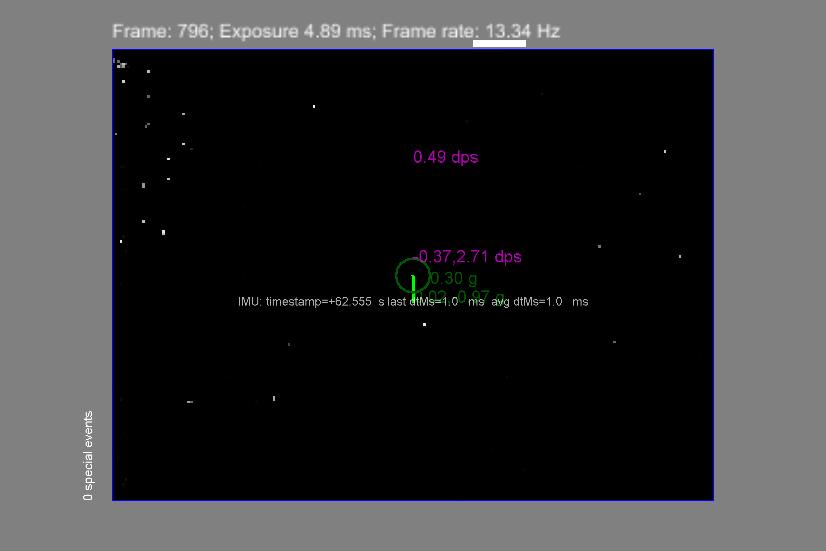 Frame: 796; Exposure 4.89 ms; Frame rate: 13.34 Hz
0.49 dps
-0.37,2.71 dps
0.30 g
IMU: timestamp=+62.555 s last dtMs=1.0 ms avg dtMs=1.0 ms
0 special events